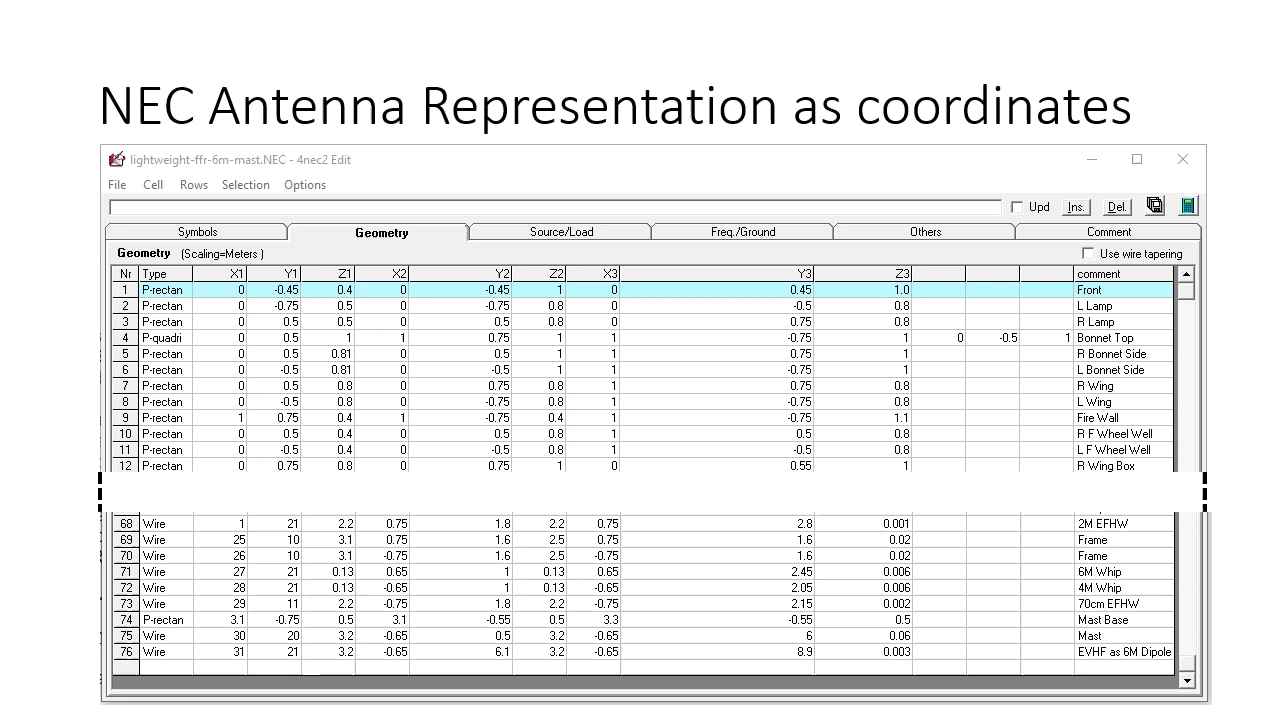 NEC Antenna Representation as coordinates
lightweight-ffr-6m-mast.NEC - 4nec2 Edit
File Cell Rows Selection Options
Upd Ins. Del.
Symbols Geometry Source/Load Freq./Ground Others Comment
Geometry (Scaling=Meters ) Use wire tapering
Nr Type X1 Y1 Z1 X2 Y2 Z2 X3 Y3 Z3 comment
1 P-rectan 0 -0.45 0.4 0 -0.45 1 0 0.45 1.0 Front
2 P-rectan 0 -0.75 0.5 0 -0.75 0.8 0 -0.5 0.8 L Lamp
3 P-rectan 0 0.5 0.5 0 0.5 0.8 0 0.75 0.8 R Lamp
4 P-quadri 0 0.5 1 1 0.75 1 1 -0.75 1 0 -0.5 1 Bonnet Top
5 P-rectan 0 0.5 0.81 0 0.5 1 1 0.75 1 R Bonnet Side
6 P-rectan 0 -0.5 0.81 0 -0.5 1 1 -0.75 1 L Bonnet Side
7 P-rectan 0 0.5 0.8 0 0.75 0.8 1 0.75 0.8 R Wing
8 P-rectan 0 -0.5 0.8 0 -0.75 0.8 1 -0.75 0.8 L Wing
9 P-rectan 1 0.75 0.4 1 -0.75 0.4 1 -0.75 1.1 Fire Wall
10 P-rectan 0 0.5 0.4 0 0.5 0.8 1 0.5 0.8 R F Wheel Well
11 P-rectan 0 -0.5 0.4 0 -0.5 0.8 1 -0.5 0.8 L F Wheel Well
12 P-rectan 0 0.75 0.8 0 0.75 1 0 0.55 1 R Wing Box
68 Wire 1 21 2.2 0.75 1.8 2.2 0.75 2.8 0.001 2M EFHW
69 Wire 25 10 3.1 0.75 1.6 2.5 0.75 1.6 0.02 Frame
70 Wire 26 10 3.1 -0.75 1.6 2.5 -0.75 1.6 0.02 Frame
71 Wire 27 21 0.13 0.65 1 0.13 0.65 2.45 0.006 6M Whip
72 Wire 28 21 0.13 -0.65 1 0.13 -0.65 2.05 0.006 4M Whip
73 Wire 29 11 2.2 -0.75 1.8 2.2 -0.75 2.15 0.002 70cm EFHW
74 P-rectan 3.1 -0.75 0.5 3.1 -0.55 0.5 3.3 -0.55 0.5 Mast Base
75 Wire 30 20 3.2 -0.65 0.5 3.2 -0.65 6 0.06 Mast
76 Wire 31 21 3.2 -0.65 6.1 3.2 -0.65 8.9 0.003 EVHF as 6M Dipole